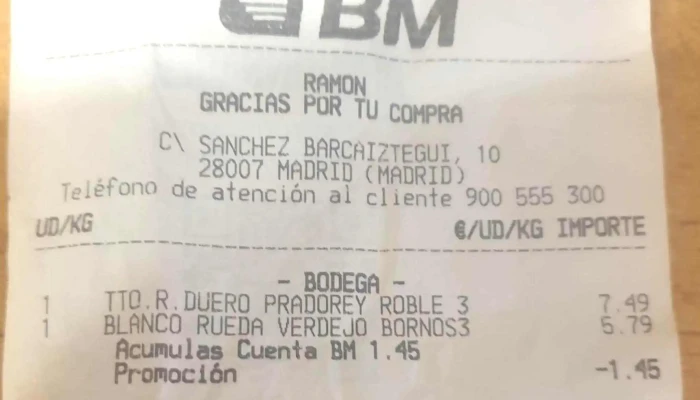 BM
RAMON
GRACIAS POR TU COMPRA
C\ SANCHEZ BARCAIZTEGUI, 10
28007 MADRID (MADRID)
Teléfono de atención al cliente 900 555 300
UD/KG €/UD/KG IMPORTE
- BODEGA -
1 TTO.R.DUERO PRADOREY ROBLE 3 7.49
1 BLANCO RUEDA VERDEJO BORNOS3 5.79
Acumulas Cuenta BM 1.45
Promoción -1.45